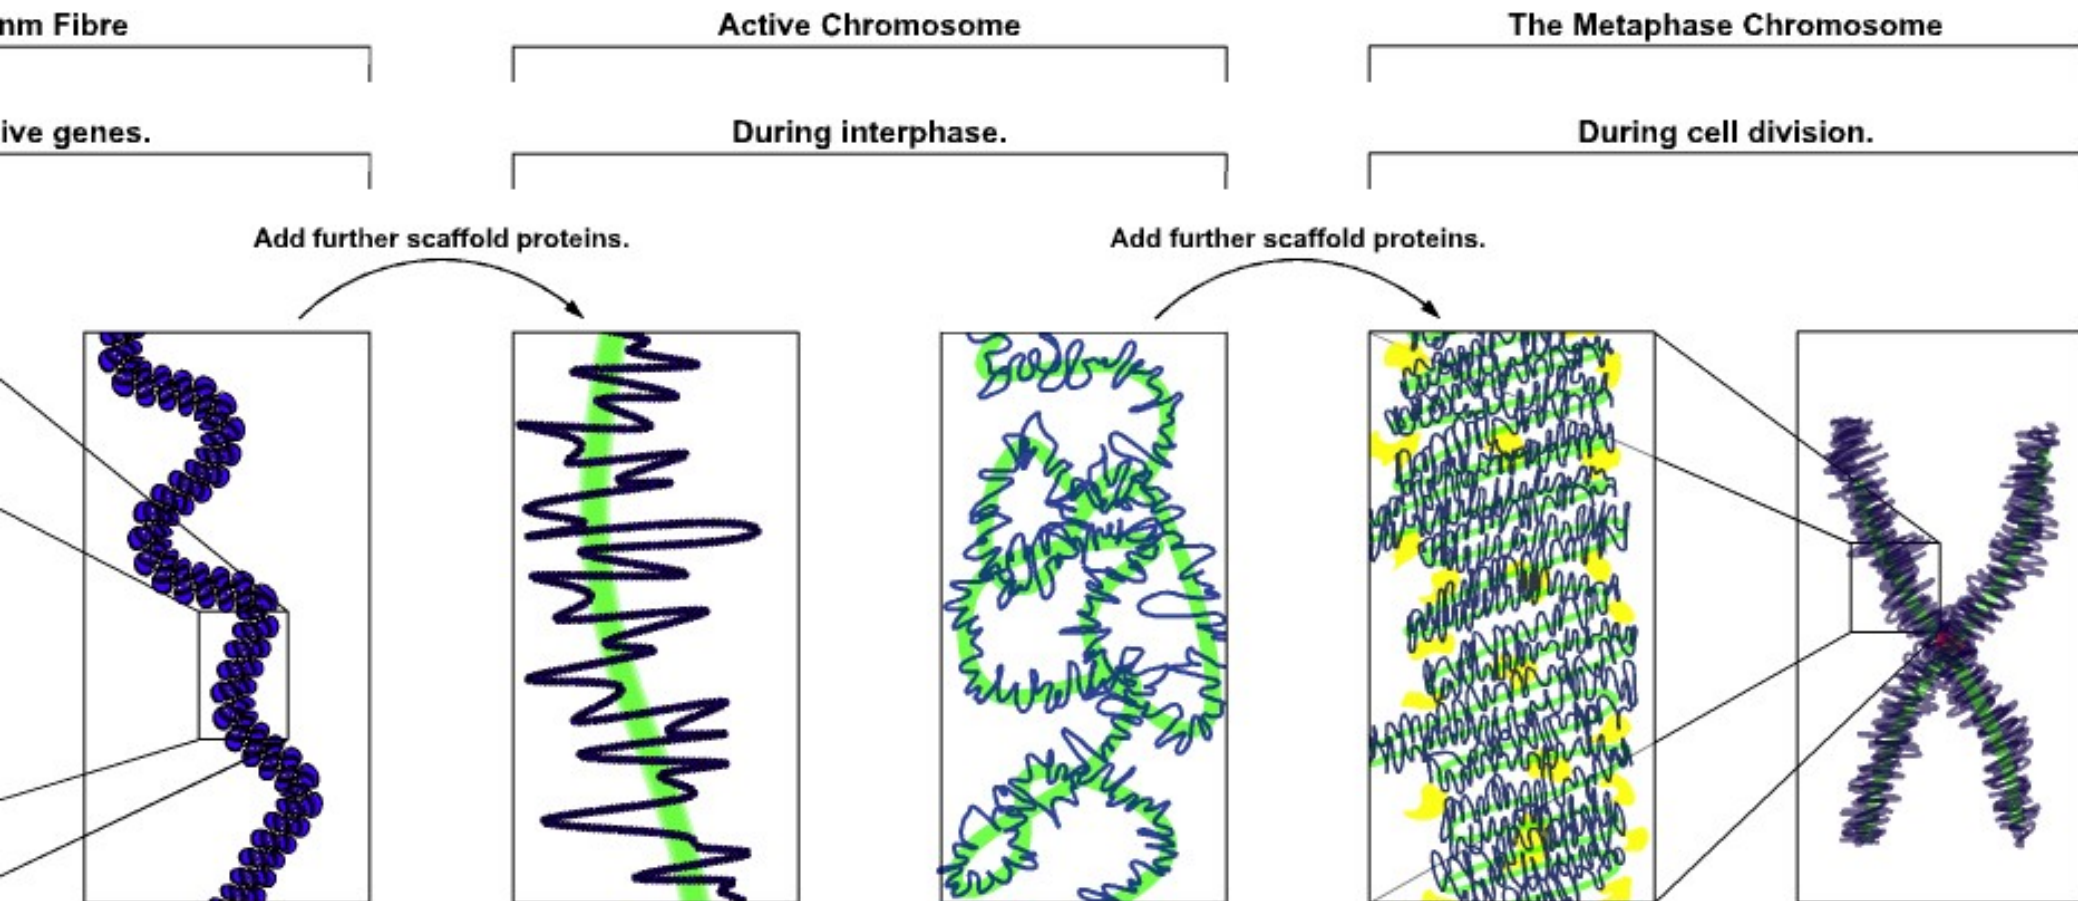 nm Fibre
Active Chromosome
The Metaphase Chromosome
ive genes.
During interphase.
During cell division.
Add further scaffold proteins.
Add further scaffold proteins.